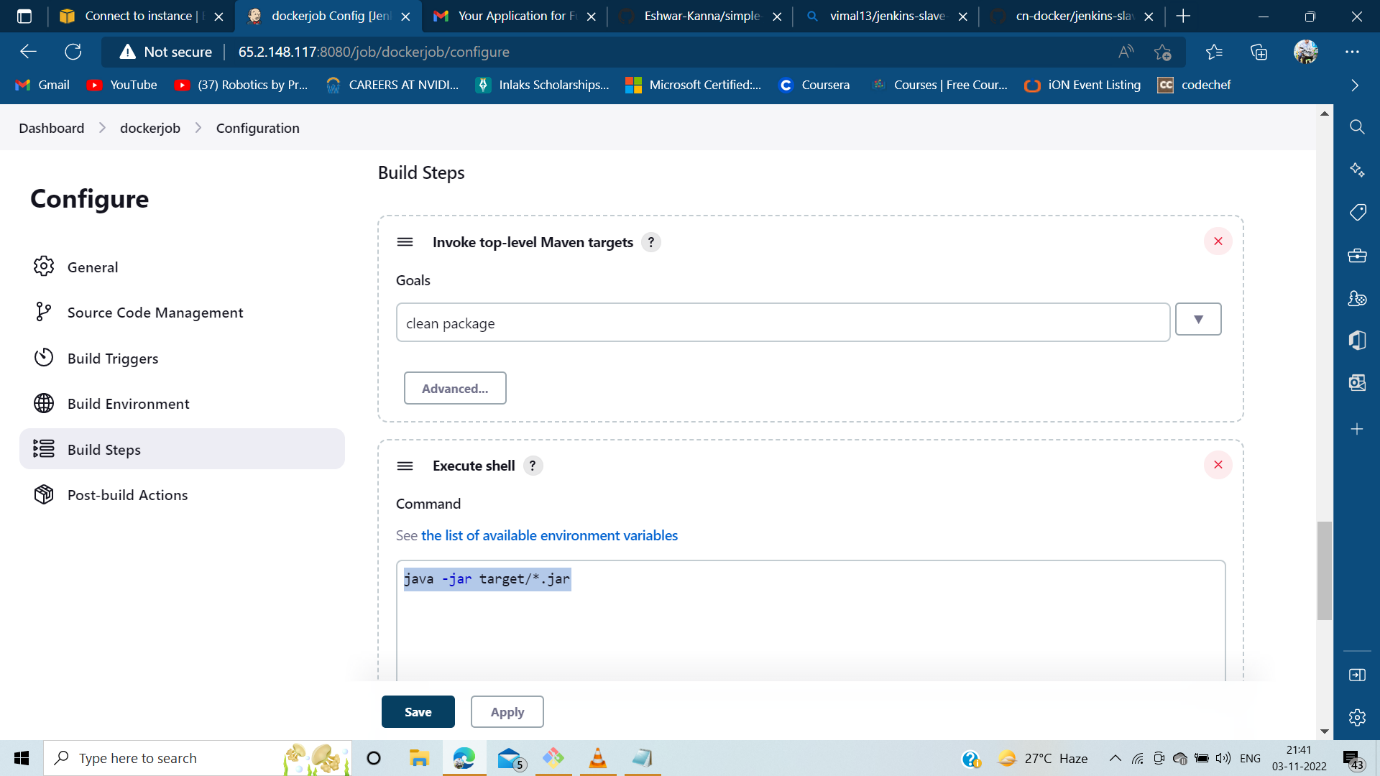 Connect to instance |
dockerjob Config [Jen
Your Application for F
Eshwar-Kanna/simple
vimal13/jenkins-slave
cn-docker/jenkins-sla
Not secure
65.2.148.117:8080/job/dockerjob/configure
Gmail
YouTube
(37) Robotics by Pr...
CAREERS AT NVIDI...
Inlaks Scholarships...
Microsoft Certified:...
Coursera
Courses | Free Cour...
iON Event Listing
CC codechef
Dashboard
dockerjob
Configuration
Configure
General
Source Code Management
Build Triggers
Build Environment
Build Steps
Post-build Actions
Build Steps
Invoke top-level Maven targets ?
Goals
clean package
Advanced...
Execute shell ?
Command
See the list of available environment variables
java -jar target/*.jar
Save
Apply
Type here to search
5
27°C Haze
ENG
21:41
03-11-2022
43